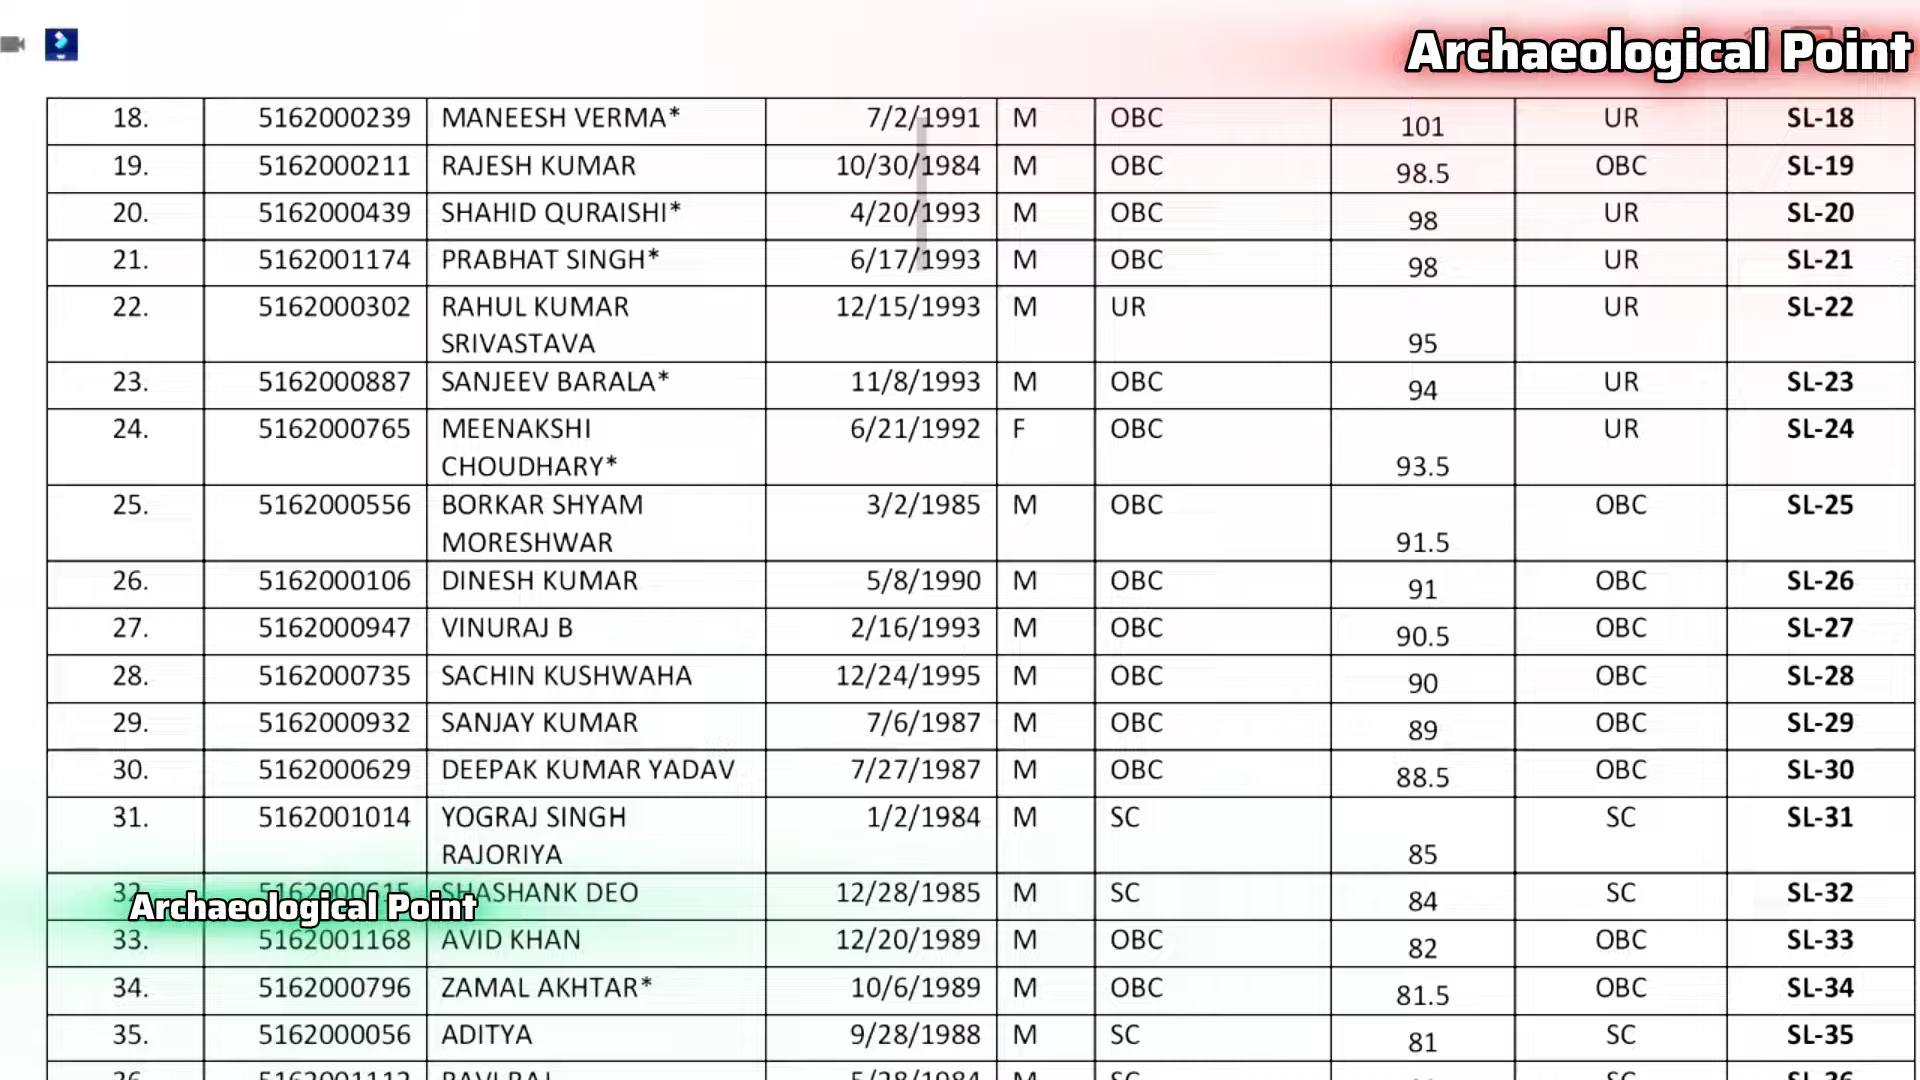 Archaeological Point
18. 5162000239 MANEESH VERMA* 7/2/1991 M OBC 101 UR SL-18
19. 5162000211 RAJESH KUMAR 10/30/1984 M OBC 98.5 OBC SL-19
20. 5162000439 SHAHID QURAISHI* 4/20/1993 M OBC 98 UR SL-20
21. 5162001174 PRABHAT SINGH* 6/17/1993 M OBC 98 UR SL-21
22. 5162000302 RAHUL KUMAR 12/15/1993 M UR UR SL-22
SRIVASTAVA 95
23. 5162000887 SANJEEV BARALA* 11/8/1993 M OBC 94 UR SL-23
24. 5162000765 MEENAKSHI 6/21/1992 F OBC UR SL-24
CHOUDHARY* 93.5
25. 5162000556 BORKAR SHYAM 3/2/1985 M OBC OBC SL-25
MORESHWAR 91.5
26. 5162000106 DINESH KUMAR 5/8/1990 M OBC 91 OBC SL-26
27. 5162000947 VINURAJ B 2/16/1993 M OBC 90.5 OBC SL-27
28. 5162000735 SACHIN KUSHWAHA 12/24/1995 M OBC 90 OBC SL-28
29. 5162000932 SANJAY KUMAR 7/6/1987 M OBC 89 OBC SL-29
30. 5162000629 DEEPAK KUMAR YADAV 7/27/1987 M OBC 88.5 OBC SL-30
31. 5162001014 YOGRAJ SINGH 1/2/1984 M SC SC SL-31
RAJORIYA 85
32. 5162000615 SHASHANK DEO 12/28/1985 M SC 84 SC SL-32
Archaeological Point
33. 5162001168 AVID KHAN 12/20/1989 M OBC 82 OBC SL-33
34. 5162000796 ZAMAL AKHTAR* 10/6/1989 M OBC 81.5 OBC SL-34
35. 5162000056 ADITYA 9/28/1988 M SC 81 SC SL-35